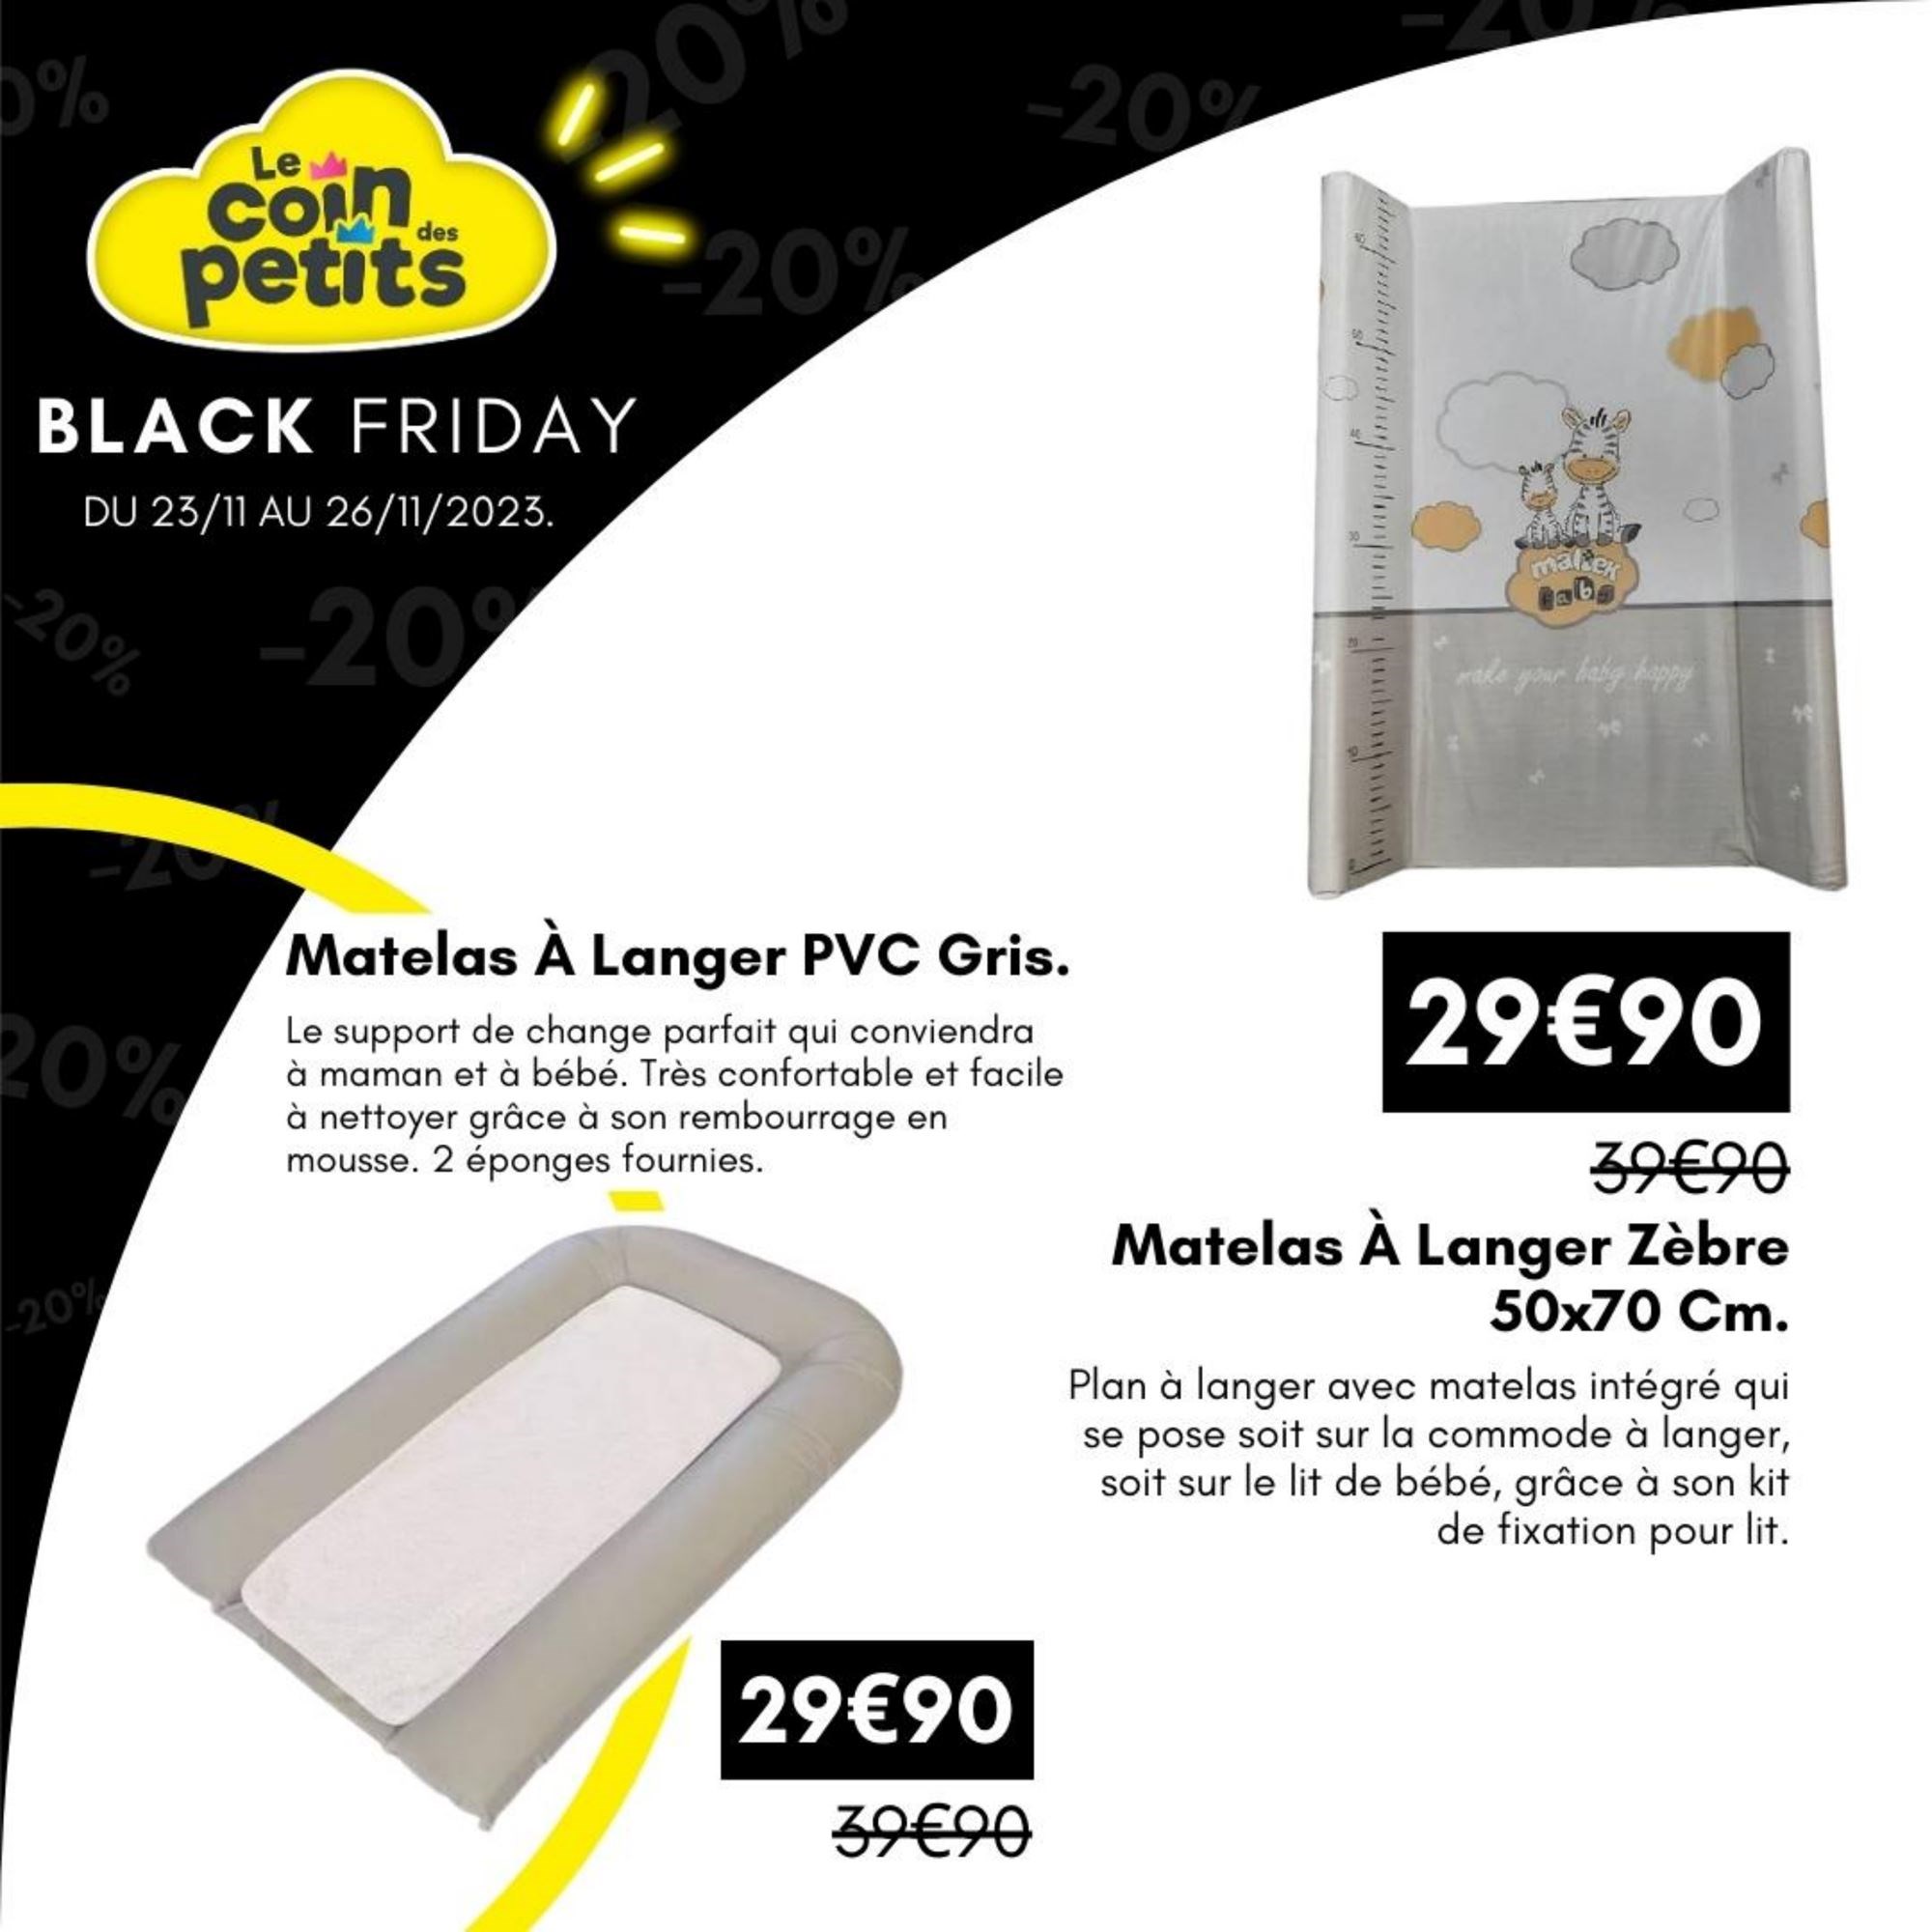 -20%
-20%
Le
coin
des
petits
-20%
BLACK FRIDAY
DU 23/11 AU 26/11/2023.
-20%
-20%
make your baby happy
Matelas À Langer PVC Gris.
Le support de change parfait qui conviendra
à maman et à bébé. Très confortable et facile
à nettoyer grâce à son rembourrage en
mousse. 2 éponges fournies.
29€90
39€90
Matelas À Langer Zèbre
50x70 Cm.
Plan à langer avec matelas intégré qui
se pose soit sur la commode à langer,
soit sur le lit de bébé, grâce à son kit
de fixation pour lit.
-20%
29€90
39€90